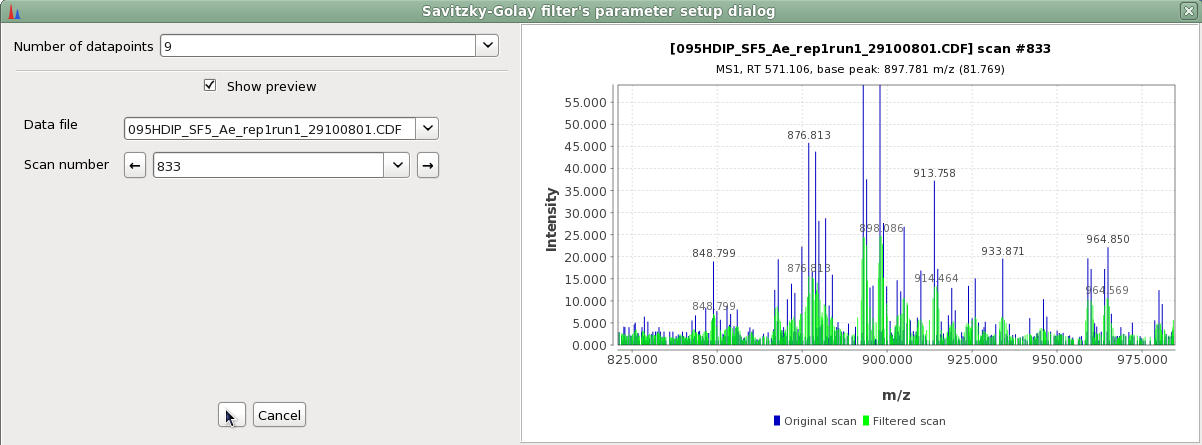 Savitzky-Golay filter's parameter setup dialog
Number of datapoints 9
Show preview
Data file 095HDIP_SF5_Ae_rep1run1_29100801.CDF
Scan number ← 833 →
Cancel
[095HDIP_SF5_Ae_rep1run1_29100801.CDF] scan #833
MS1, RT 571.106, base peak: 897.781 m/z (81.769)
Intensity
55.000
50.000
45.000
40.000
35.000
30.000
25.000
20.000
15.000
10.000
5.000
0.000
876.813
913.758
898.086
848.799
876.813
914.464
933.871
964.850
964.569
848.799
825.000 850.000 875.000 900.000 925.000 950.000 975.000
m/z
Original scan Filtered scan